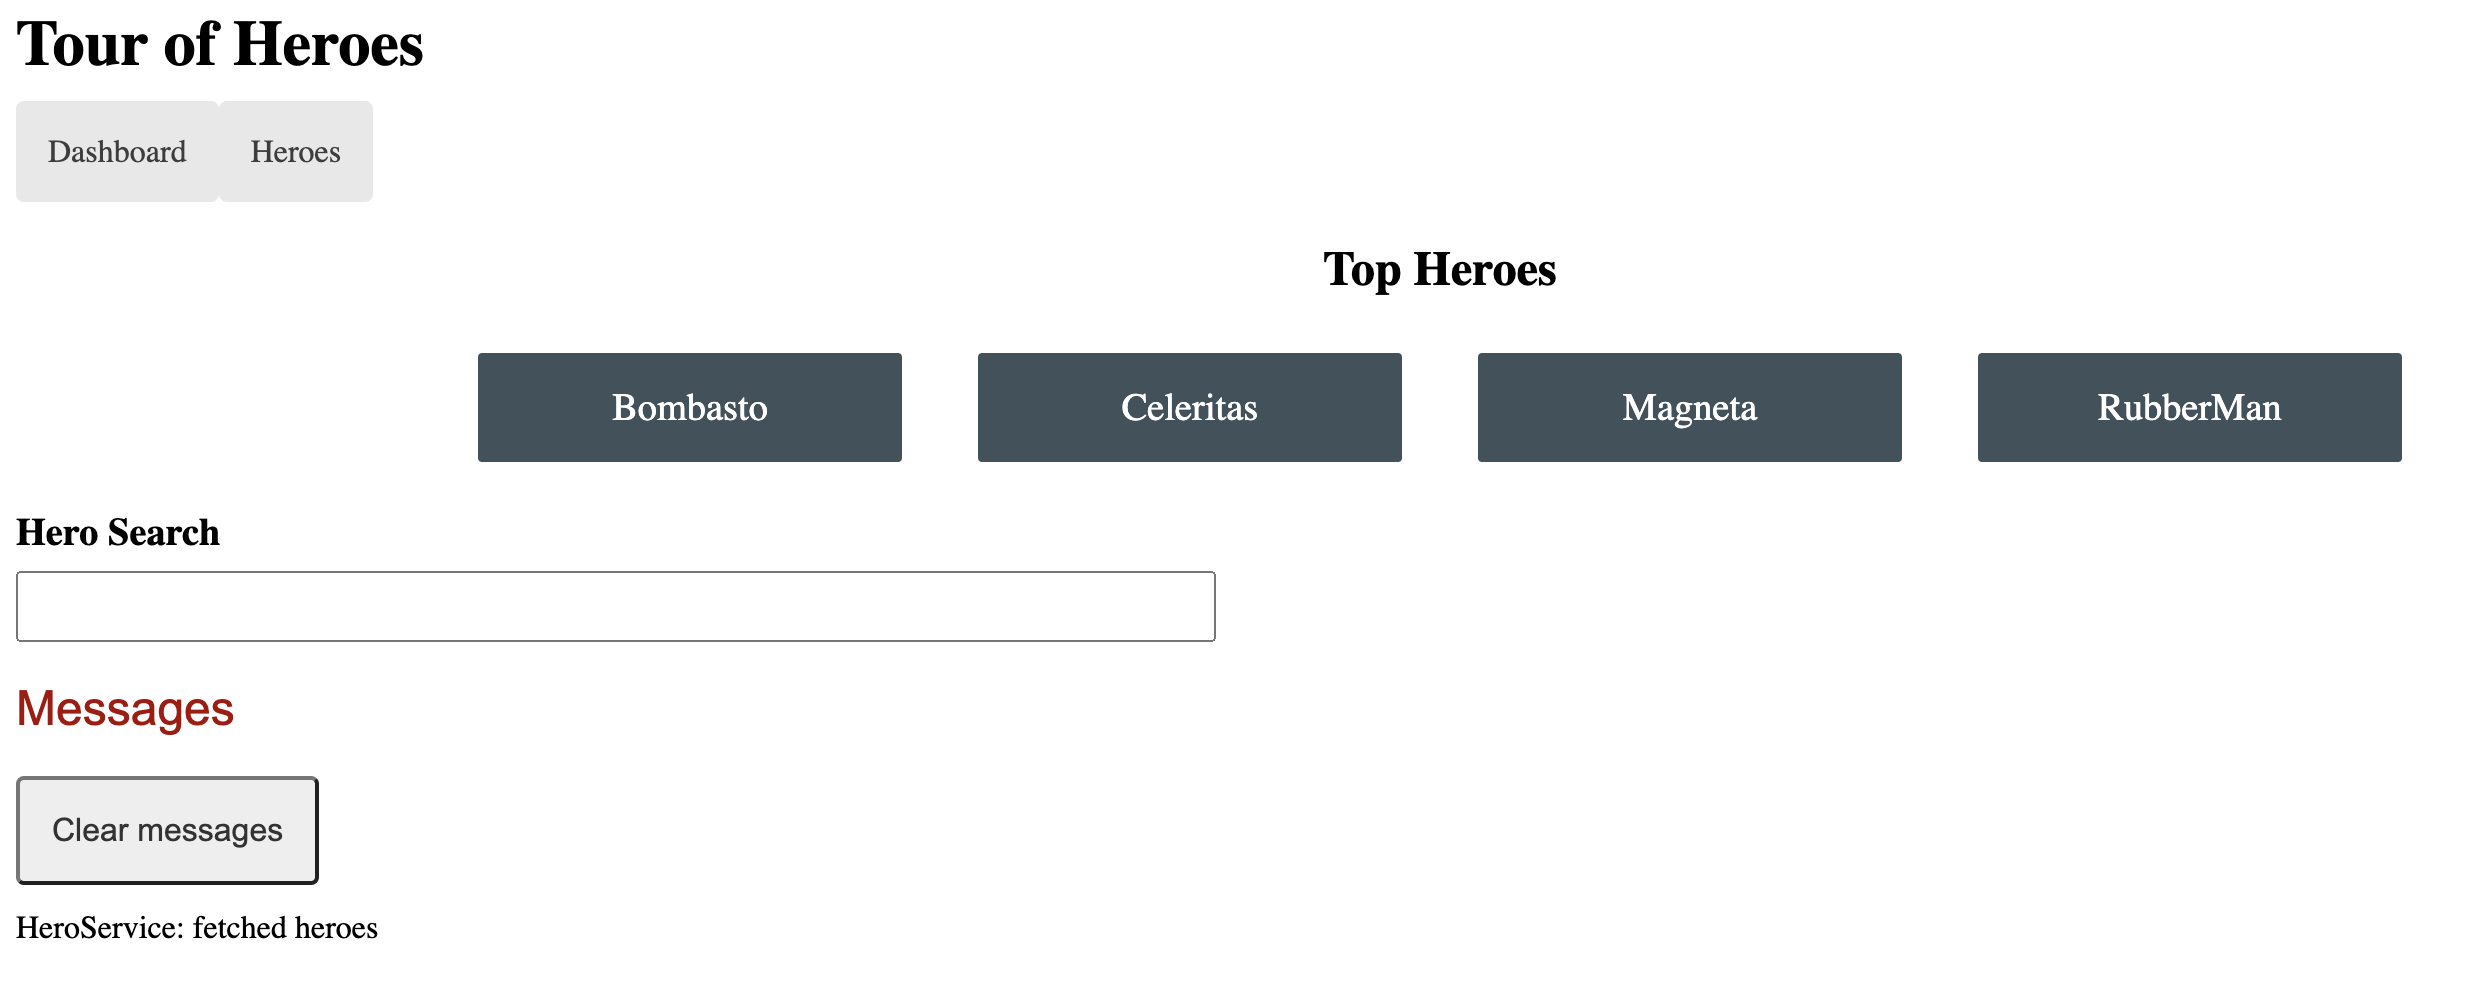 Tour of Heroes
Dashboard Heroes
Top Heroes
Bombasto Celeritas Magneta RubberMan
Hero Search
Messages
Clear messages
HeroService: fetched heroes